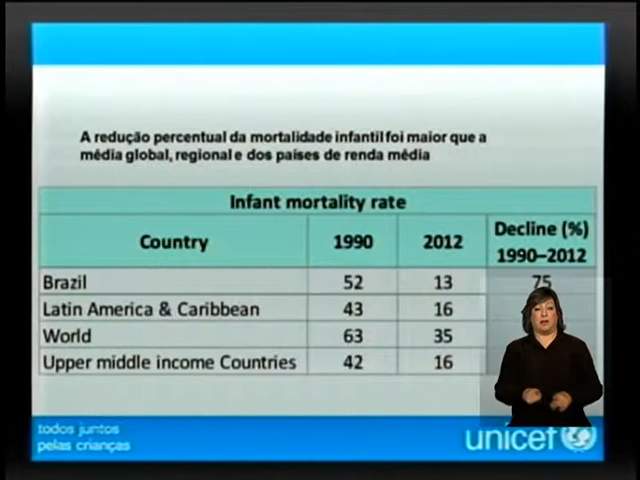 A redução percentual da mortalidade infantil foi maior que a
média global, regional e dos países de renda média
Infant mortality rate
Country 1990 2012 Decline (%) 1990–2012
Brazil 52 13 75
Latin America & Caribbean 43 16
World 63 35
Upper middle income Countries 42 16
todos juntos
pelas crianças
unicef